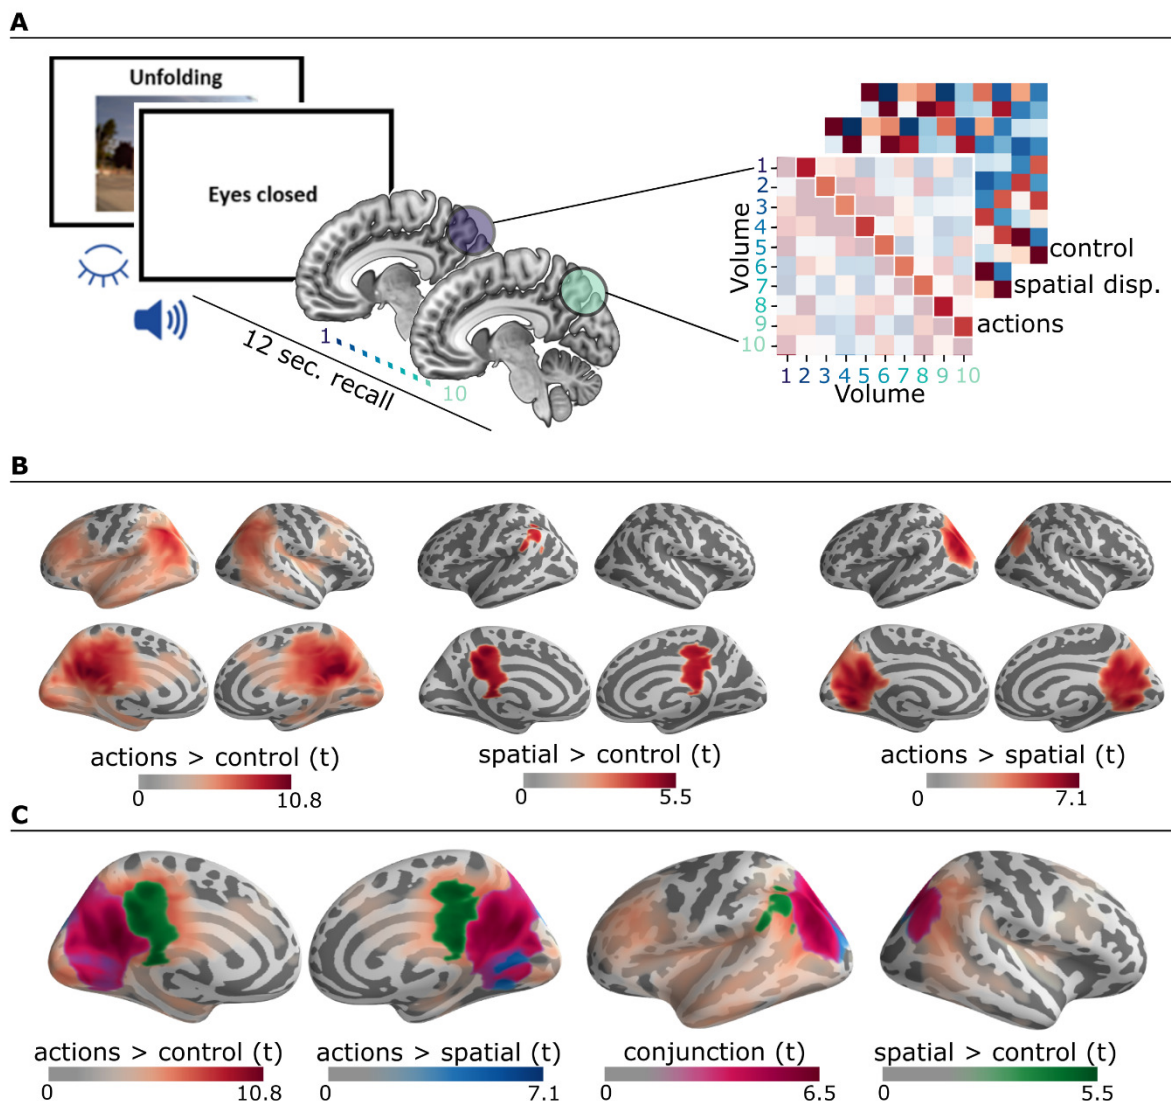 A
Unfolding
Eyes closed
1
10
12 sec. recall
Volume
1
2
3
4
5
6
7
8
9
10
1 2 3 4 5 6 7 8 9 10
Volume
control
spatial disp.
actions
B
actions > control (t)
0 10.8
spatial > control (t)
0 5.5
actions > spatial (t)
0 7.1
C
actions > control (t)
0 10.8
actions > spatial (t)
0 7.1
conjunction (t)
0 6.5
spatial > control (t)
0 5.5